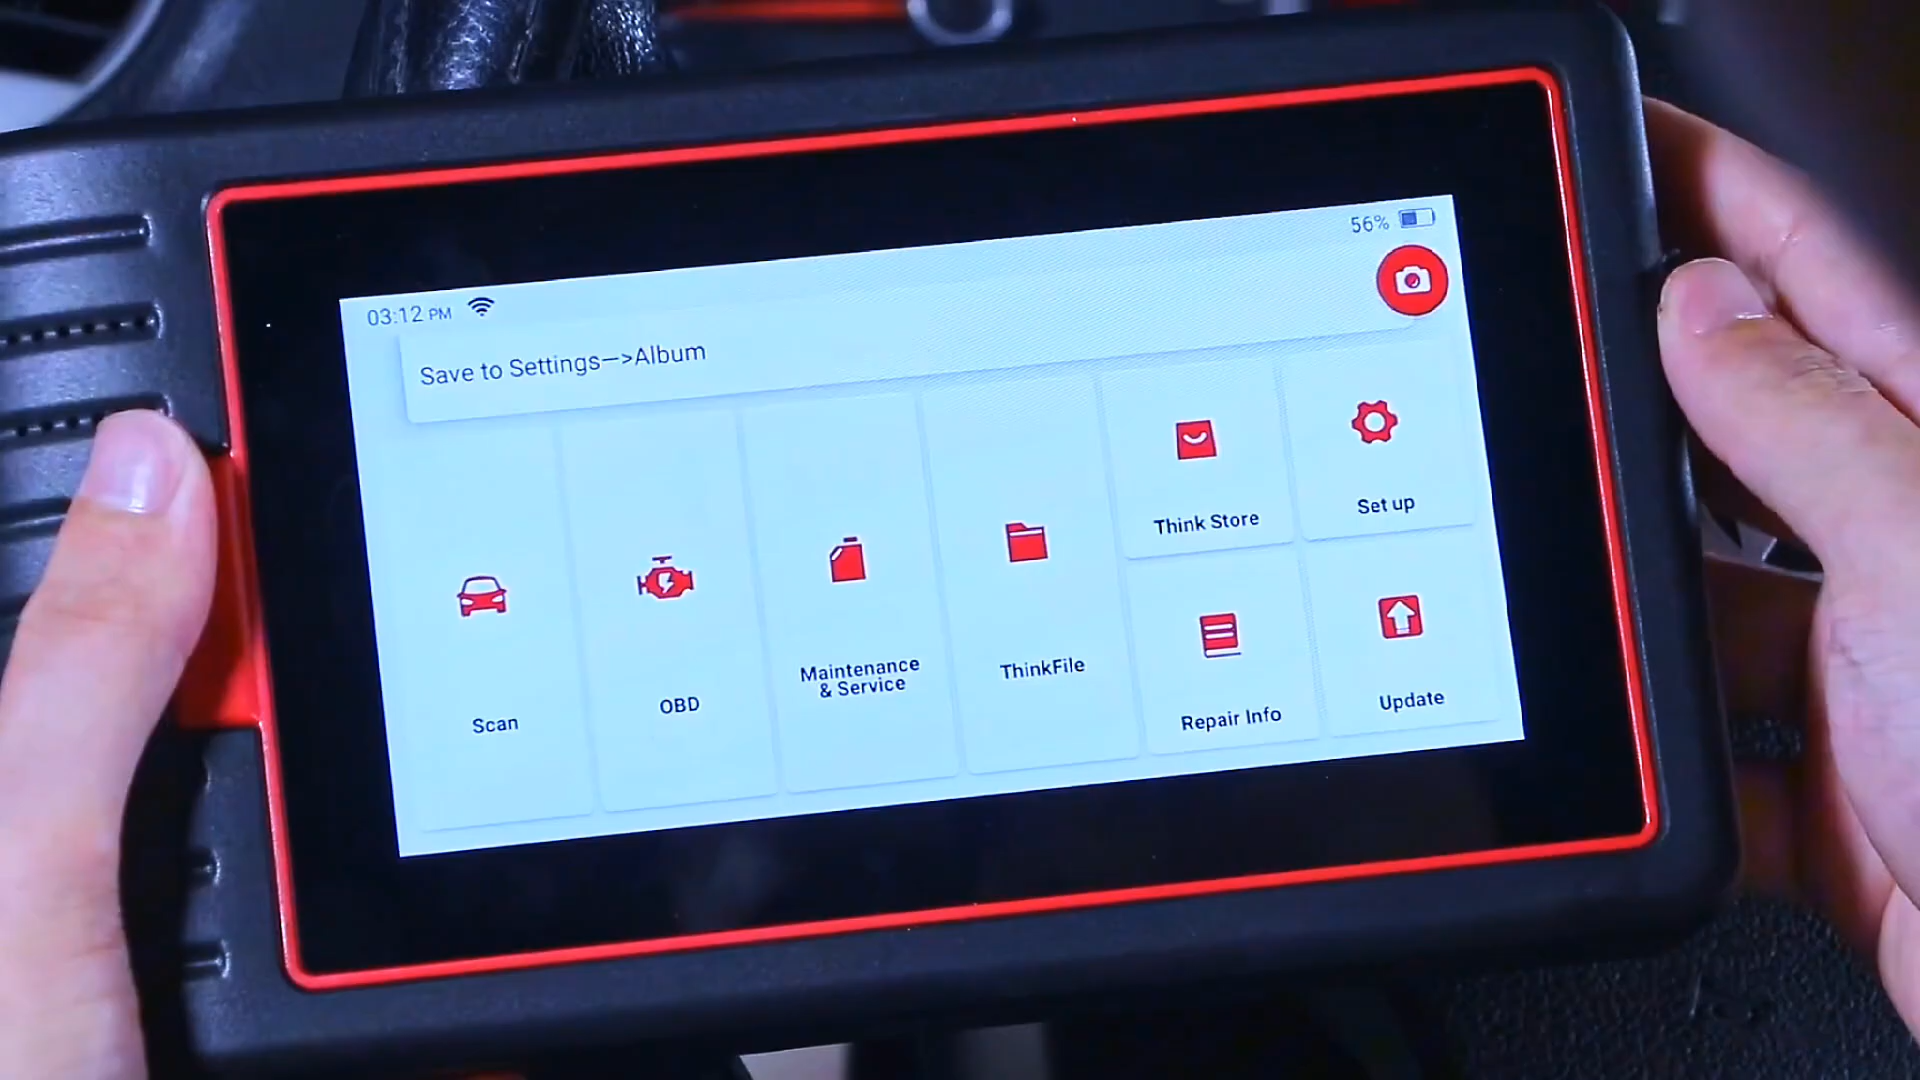 03:12 PM
56%
Save to Settings—>Album
Scan
OBD
Maintenance
& Service
ThinkFile
Think Store
Set up
Repair Info
Update